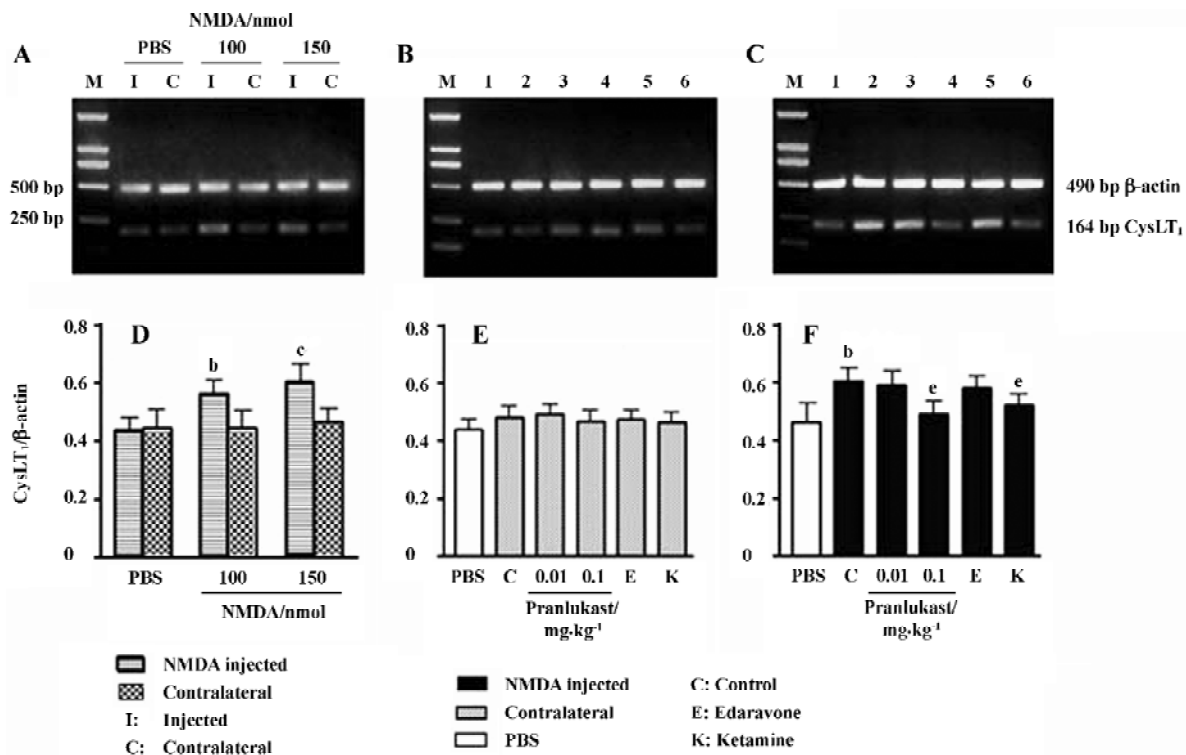 NMDA/nmol
A PBS 100 150 B C
M I C I C I C M 1 2 3 4 5 6 M 1 2 3 4 5 6
500 bp 490 bp β-actin
250 bp 164 bp CysLT₁
0.8 D 0.8 E 0.8 F
b c b e e
0.6 0.6 0.6
CysLT₁/β-actin
0.4 0.4 0.4
0.2 0.2 0.2
0 0 0
PBS 100 150 PBS C 0.01 0.1 E K PBS C 0.01 0.1 E K
NMDA/nmol Pranlukast/ Pranlukast/
mg·kg⁻¹ mg·kg⁻¹
NMDA injected NMDA injected C: Control
Contralateral Contralateral E: Edaravone
I: Injected PBS K: Ketamine
C: Contralateral